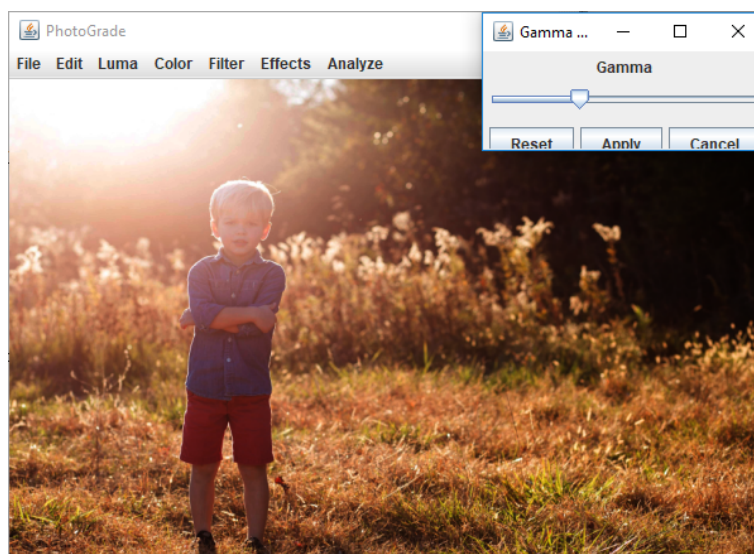 PhotoGrade
File Edit Luma Color Filter Effects Analyze
Gamma ...
Gamma
Reset Apply Cancel